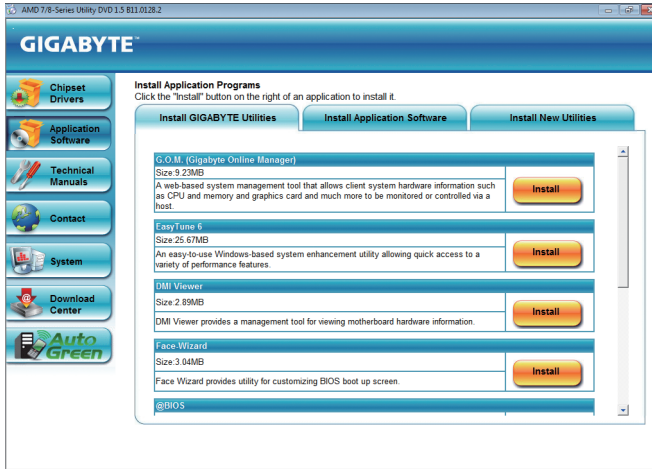 AMD 7/8-Series Utility DVD 1.5 B11.0128.2
GIGABYTE™
Chipset
Drivers
Application
Software
Technical
Manuals
Contact
System
Download
Center
Auto
Green
Install Application Programs
Click the "Install" button on the right of an application to install it.
Install GIGABYTE Utilities
Install Application Software
Install New Utilities
G.O.M. (Gigabyte Online Manager)
Size:9.23MB
A web-based system management tool that allows client system hardware information such
as CPU and memory and graphics card and much more to be monitored or controlled via a
host.
Install
EasyTune 6
Size:25.67MB
An easy-to-use Windows-based system enhancement utility allowing quick access to a
variety of performance features.
Install
DMI Viewer
Size:2.89MB
DMI Viewer provides a management tool for viewing motherboard hardware information.
Install
Face-Wizard
Size:3.04MB
Face Wizard provides utility for customizing BIOS boot up screen.
Install
@BIOS